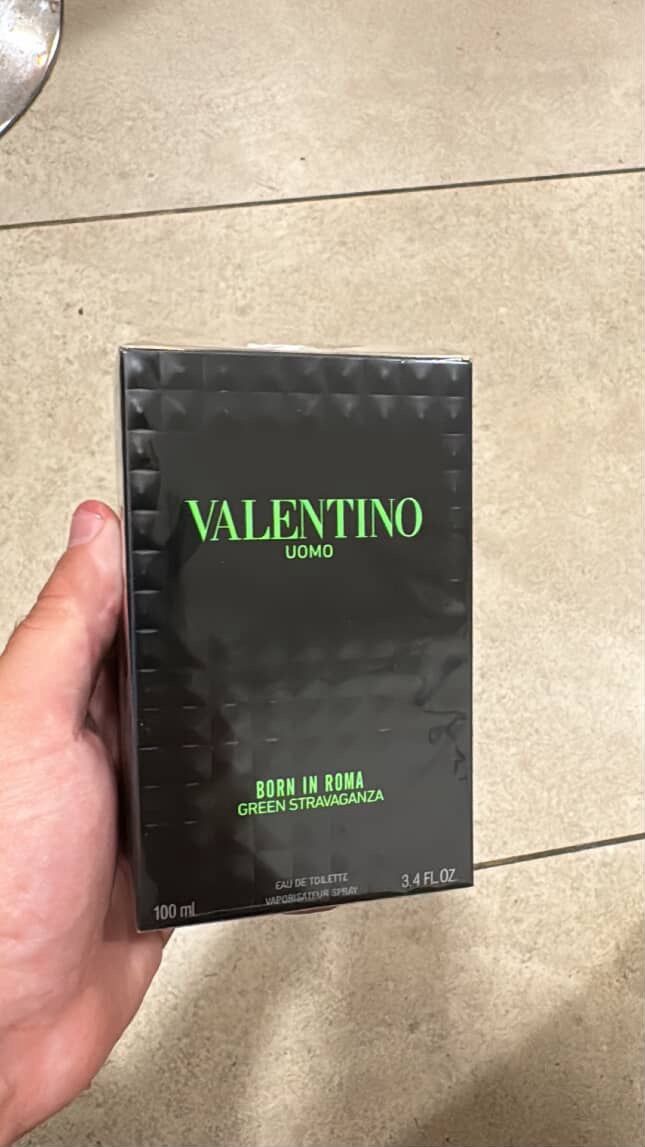 VALENTINO
UOMO
BORN IN ROMA
GREEN STRAVAGANZA
EAU DE TOILETTE
VAPORISATEUR SPRAY
100 ml
3.4 FL.OZ